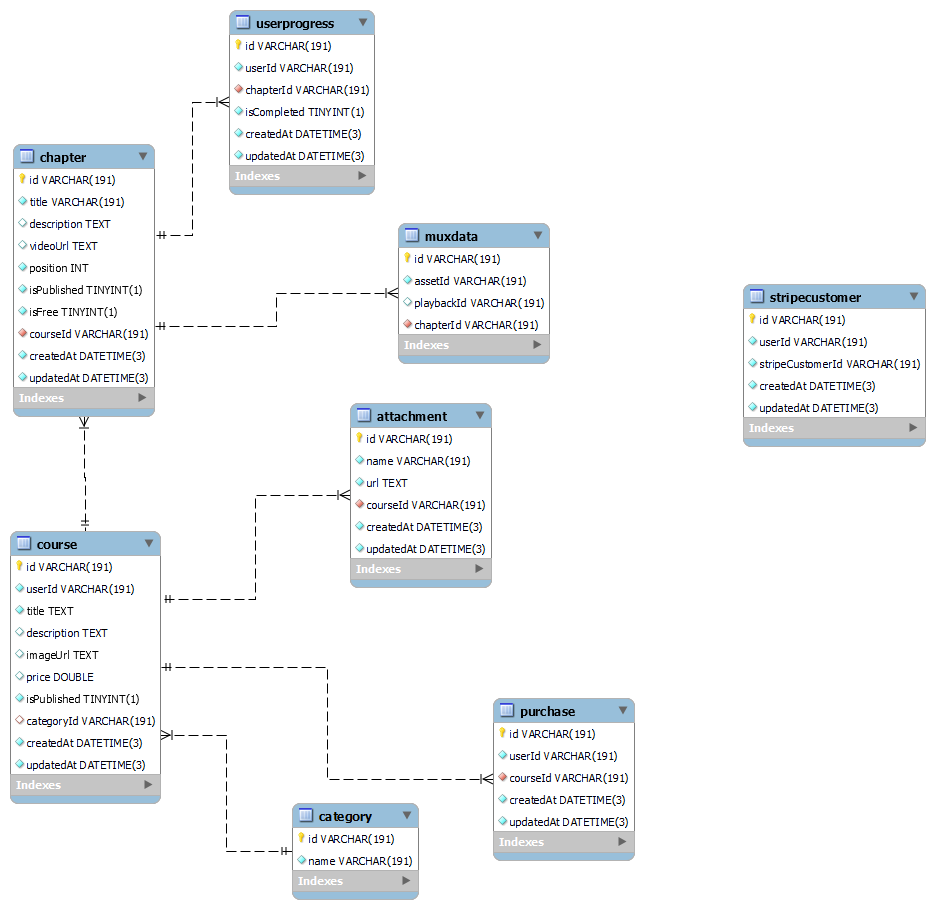 userprogress
id VARCHAR(191)
userId VARCHAR(191)
chapterId VARCHAR(191)
isCompleted TINYINT(1)
createdAt DATETIME(3)
updatedAt DATETIME(3)
Indexes
chapter
id VARCHAR(191)
title VARCHAR(191)
description TEXT
videoUrl TEXT
position INT
isPublished TINYINT(1)
isFree TINYINT(1)
courseId VARCHAR(191)
createdAt DATETIME(3)
updatedAt DATETIME(3)
Indexes
muxdata
id VARCHAR(191)
assetId VARCHAR(191)
playbackId VARCHAR(191)
chapterId VARCHAR(191)
Indexes
stripecustomer
id VARCHAR(191)
userId VARCHAR(191)
stripeCustomerId VARCHAR(191)
createdAt DATETIME(3)
updatedAt DATETIME(3)
Indexes
attachment
id VARCHAR(191)
name VARCHAR(191)
url TEXT
courseId VARCHAR(191)
createdAt DATETIME(3)
updatedAt DATETIME(3)
Indexes
course
id VARCHAR(191)
userId VARCHAR(191)
title TEXT
description TEXT
imageUrl TEXT
price DOUBLE
isPublished TINYINT(1)
categoryId VARCHAR(191)
createdAt DATETIME(3)
updatedAt DATETIME(3)
Indexes
purchase
id VARCHAR(191)
userId VARCHAR(191)
courseId VARCHAR(191)
createdAt DATETIME(3)
updatedAt DATETIME(3)
Indexes
category
id VARCHAR(191)
name VARCHAR(191)
Indexes